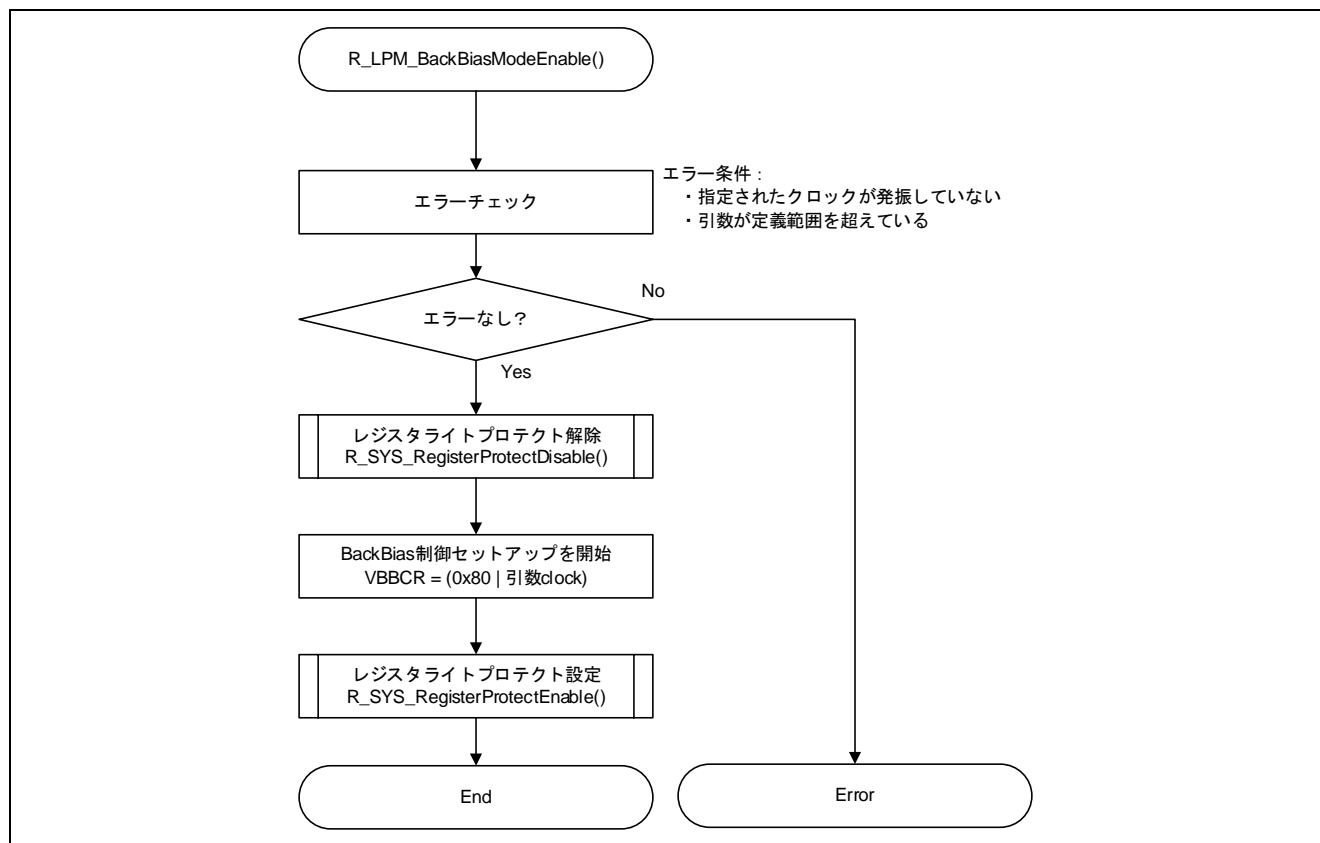 R_LPM_BackBiasModeEnable()
エラーチェック
エラー条件：
・指定されたクロックが発振していない
・引数が定義範囲を超えている
エラーなし？
No
Yes
レジスタライトプロテクト解除
R_SYS_RegisterProtectDisable()
BackBias制御セットアップを開始
VBBCR = (0x80 | 引数clock)
レジスタライトプロテクト設定
R_SYS_RegisterProtectEnable()
End
Error